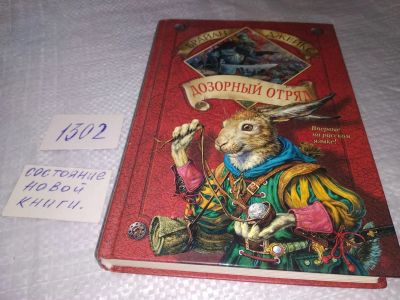 БРАЙАН ДЖЕЙКС
ДОЗОРНЫЙ ОТРЯД
Впервые
на русском
языке!
1302
СОСТОЯНИЕ
НОВОЙ
КНИГИ.